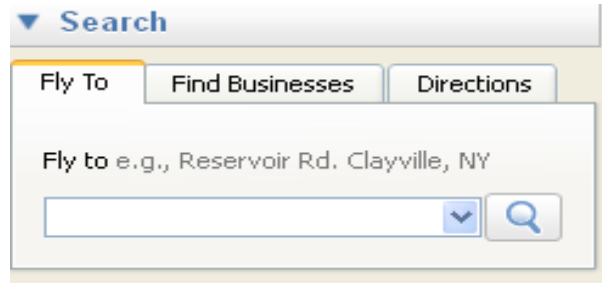 Search
Fly To Find Businesses Directions
Fly to e.g., Reservoir Rd. Clayville, NY